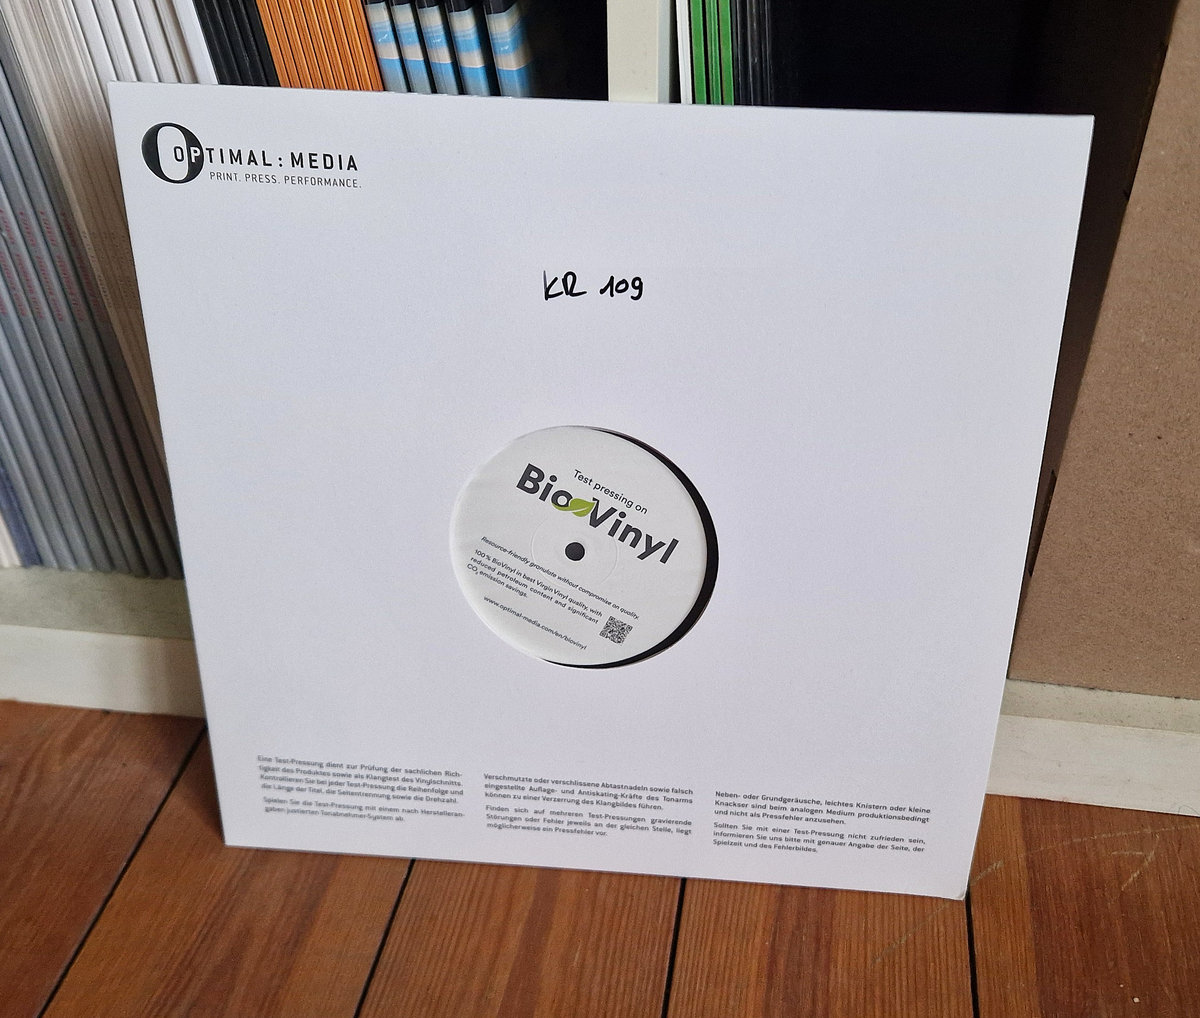 OPTIMAL : MEDIA
PRINT. PRESS. PERFORMANCE.
KR 109
Test pressing on
BioVinyl
Resource-friendly granulate without compromise on quality.
100 % BioVinyl in best Virgin Vinyl quality, with
reduced petroleum content and significant
CO₂ emission savings.
www.optimal-media.com/en/biovinyl
Eine Test-Pressung dient zur Prüfung der sachlichen Rich-
tigkeit des Produktes sowie als Klangtest des Vinylschnitts.
Kontrollieren Sie bei jeder Test-Pressung die Reihenfolge und
die Länge der Titel, die Seitentrennung sowie die Drehzahl.
Spielen Sie die Test-Pressung mit einem nach Herstelleran-
gaben justierten Tonabnehmer-System ab.
Verschmutzte oder verschlissene Abtastnadeln sowie falsch
eingestellte Auflage- und Antiskating-Kräfte des Tonarms
können zu einer Verzerrung des Klangbildes führen.
Finden sich auf mehreren Test-Pressungen gravierende
Störungen oder Fehler jeweils an der gleichen Stelle, liegt
möglicherweise ein Pressfehler vor.
Neben- oder Grundgeräusche, leichtes Knistern oder kleine
Knackser sind beim analogen Medium produktionsbedingt
und nicht als Pressfehler anzusehen.
Sollten Sie mit einer Test-Pressung nicht zufrieden sein,
informieren Sie uns bitte mit genauer Angabe der Seite, der
Spielzeit und des Fehlerbildes.